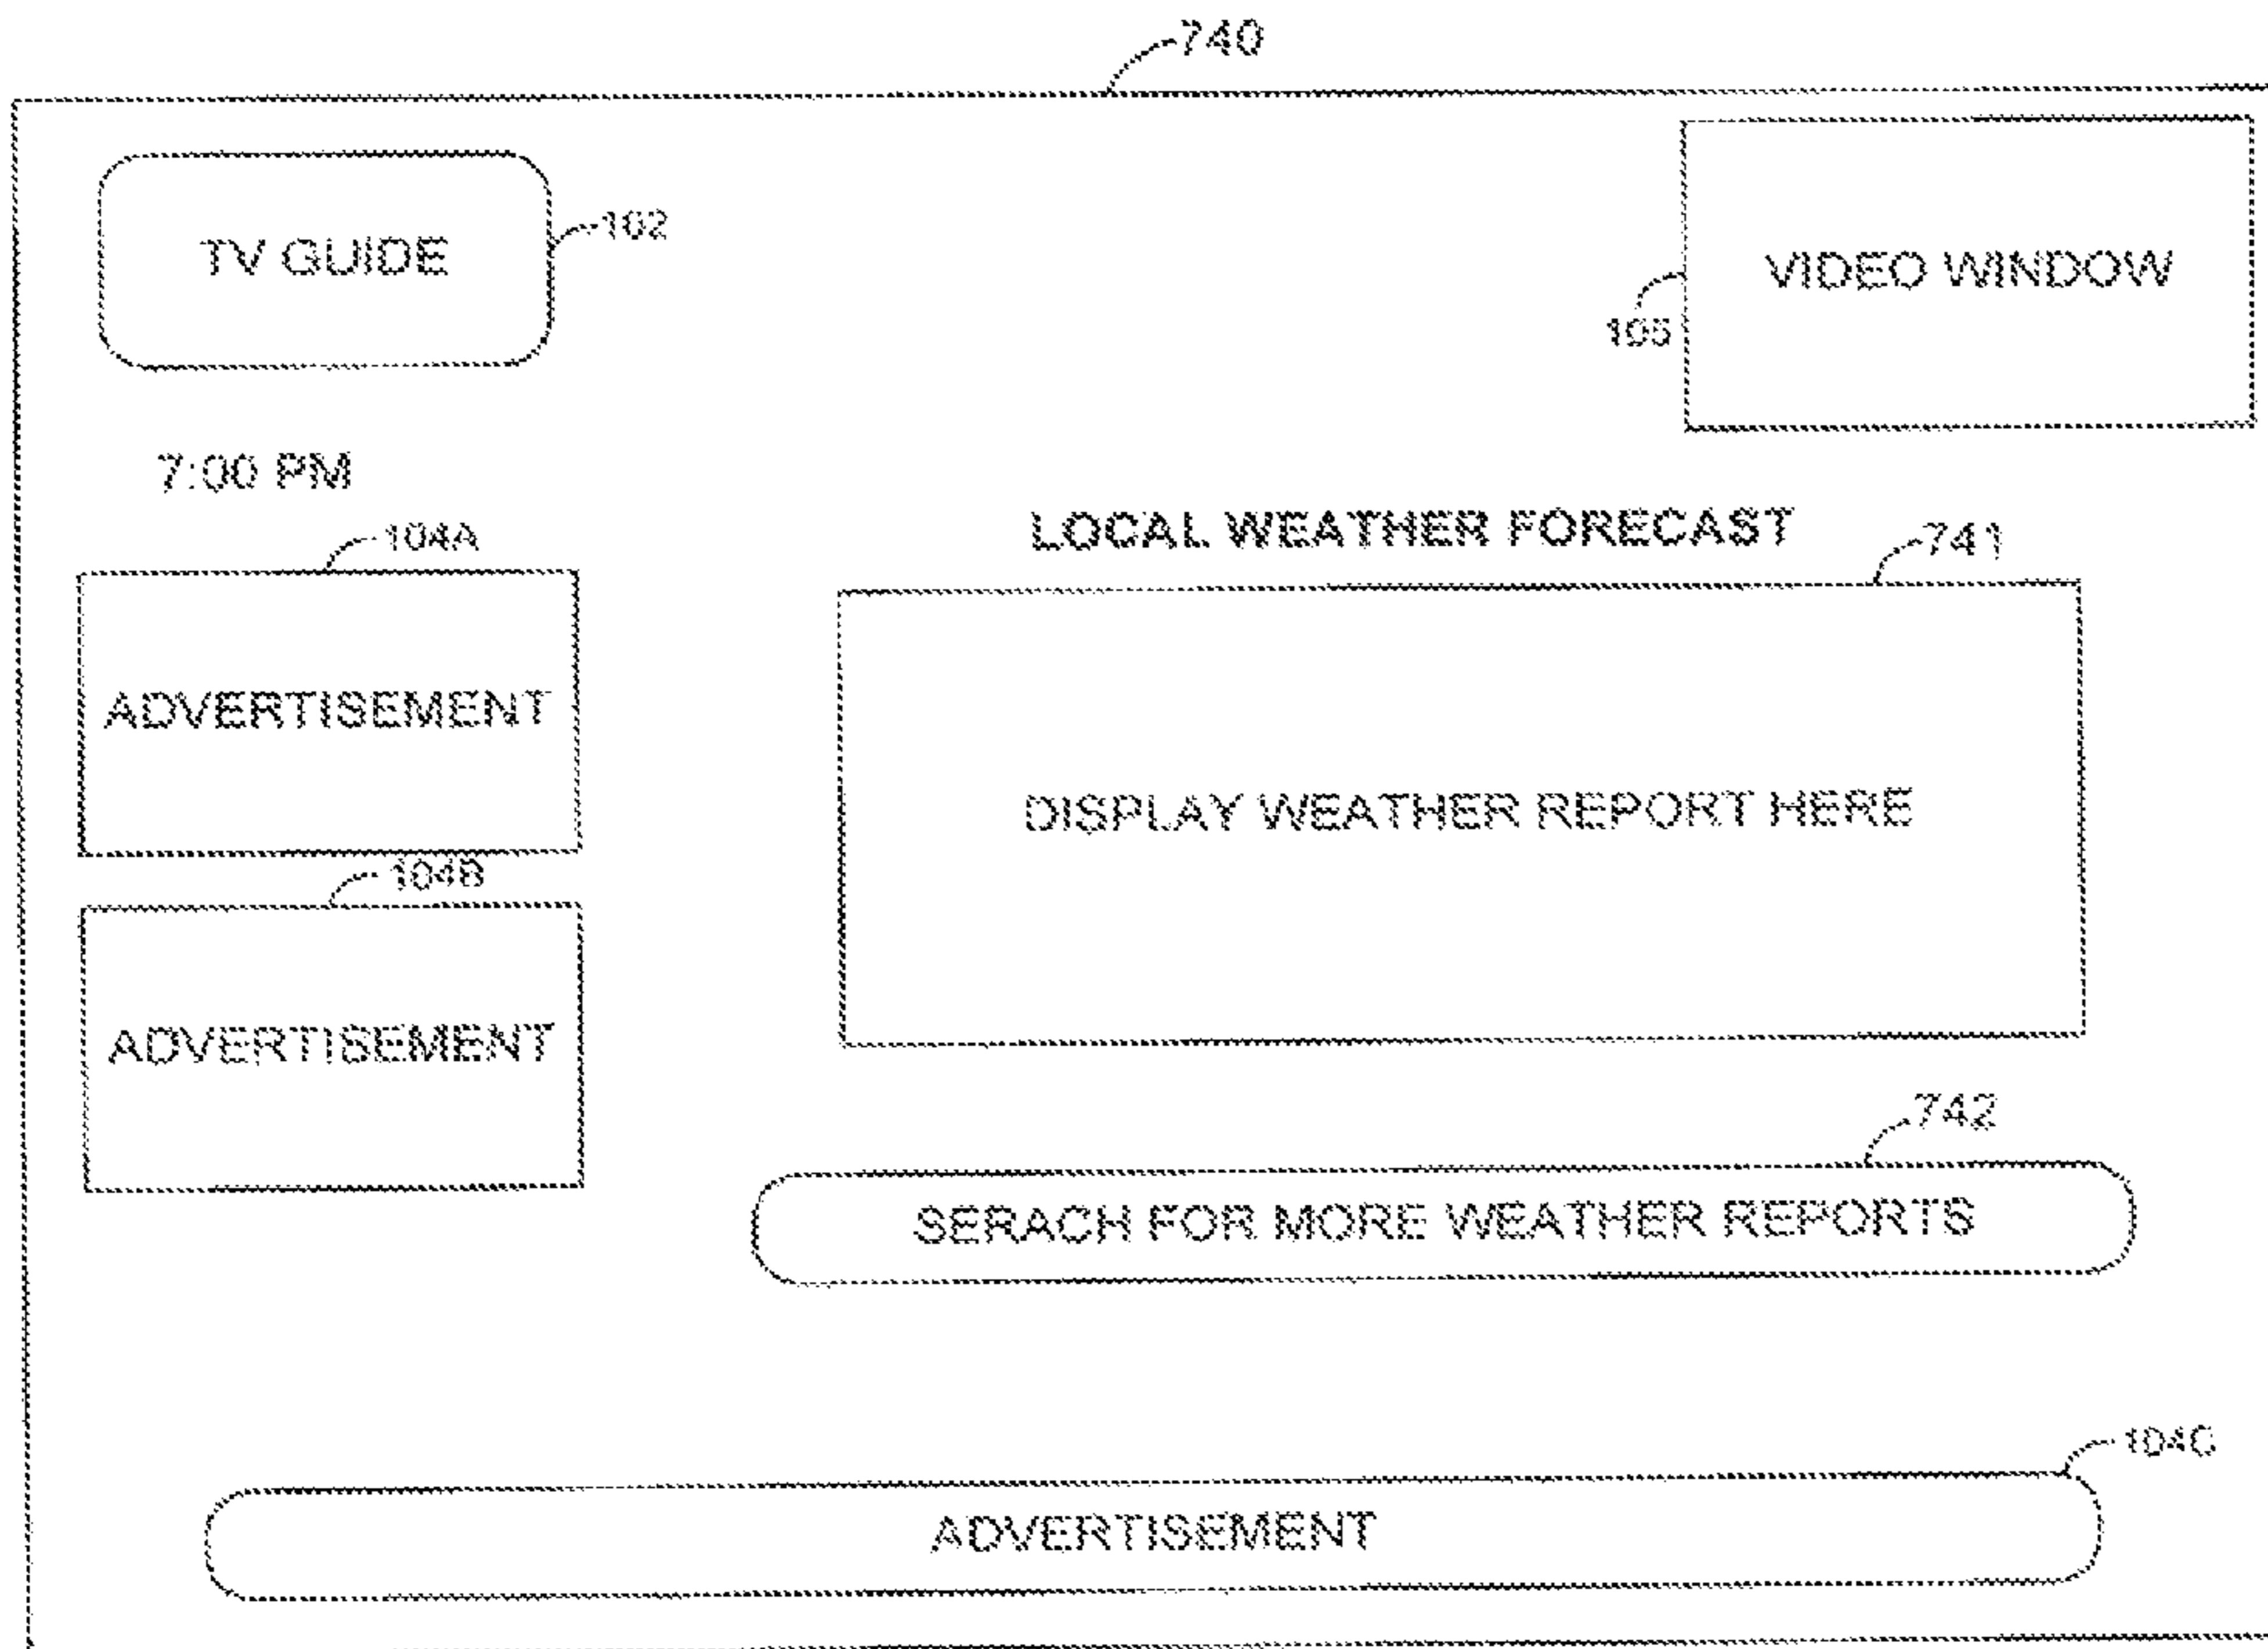 740
TV GUIDE
102
VIDEO WINDOW
7:00 PM
104A
LOCAL WEATHER FORECAST
741
ADVERTISEMENT
DISPLAY WEATHER REPORT HERE
104B
ADVERTISEMENT
742
SERACH FOR MORE WEATHER REPORTS
104C
ADVERTISEMENT